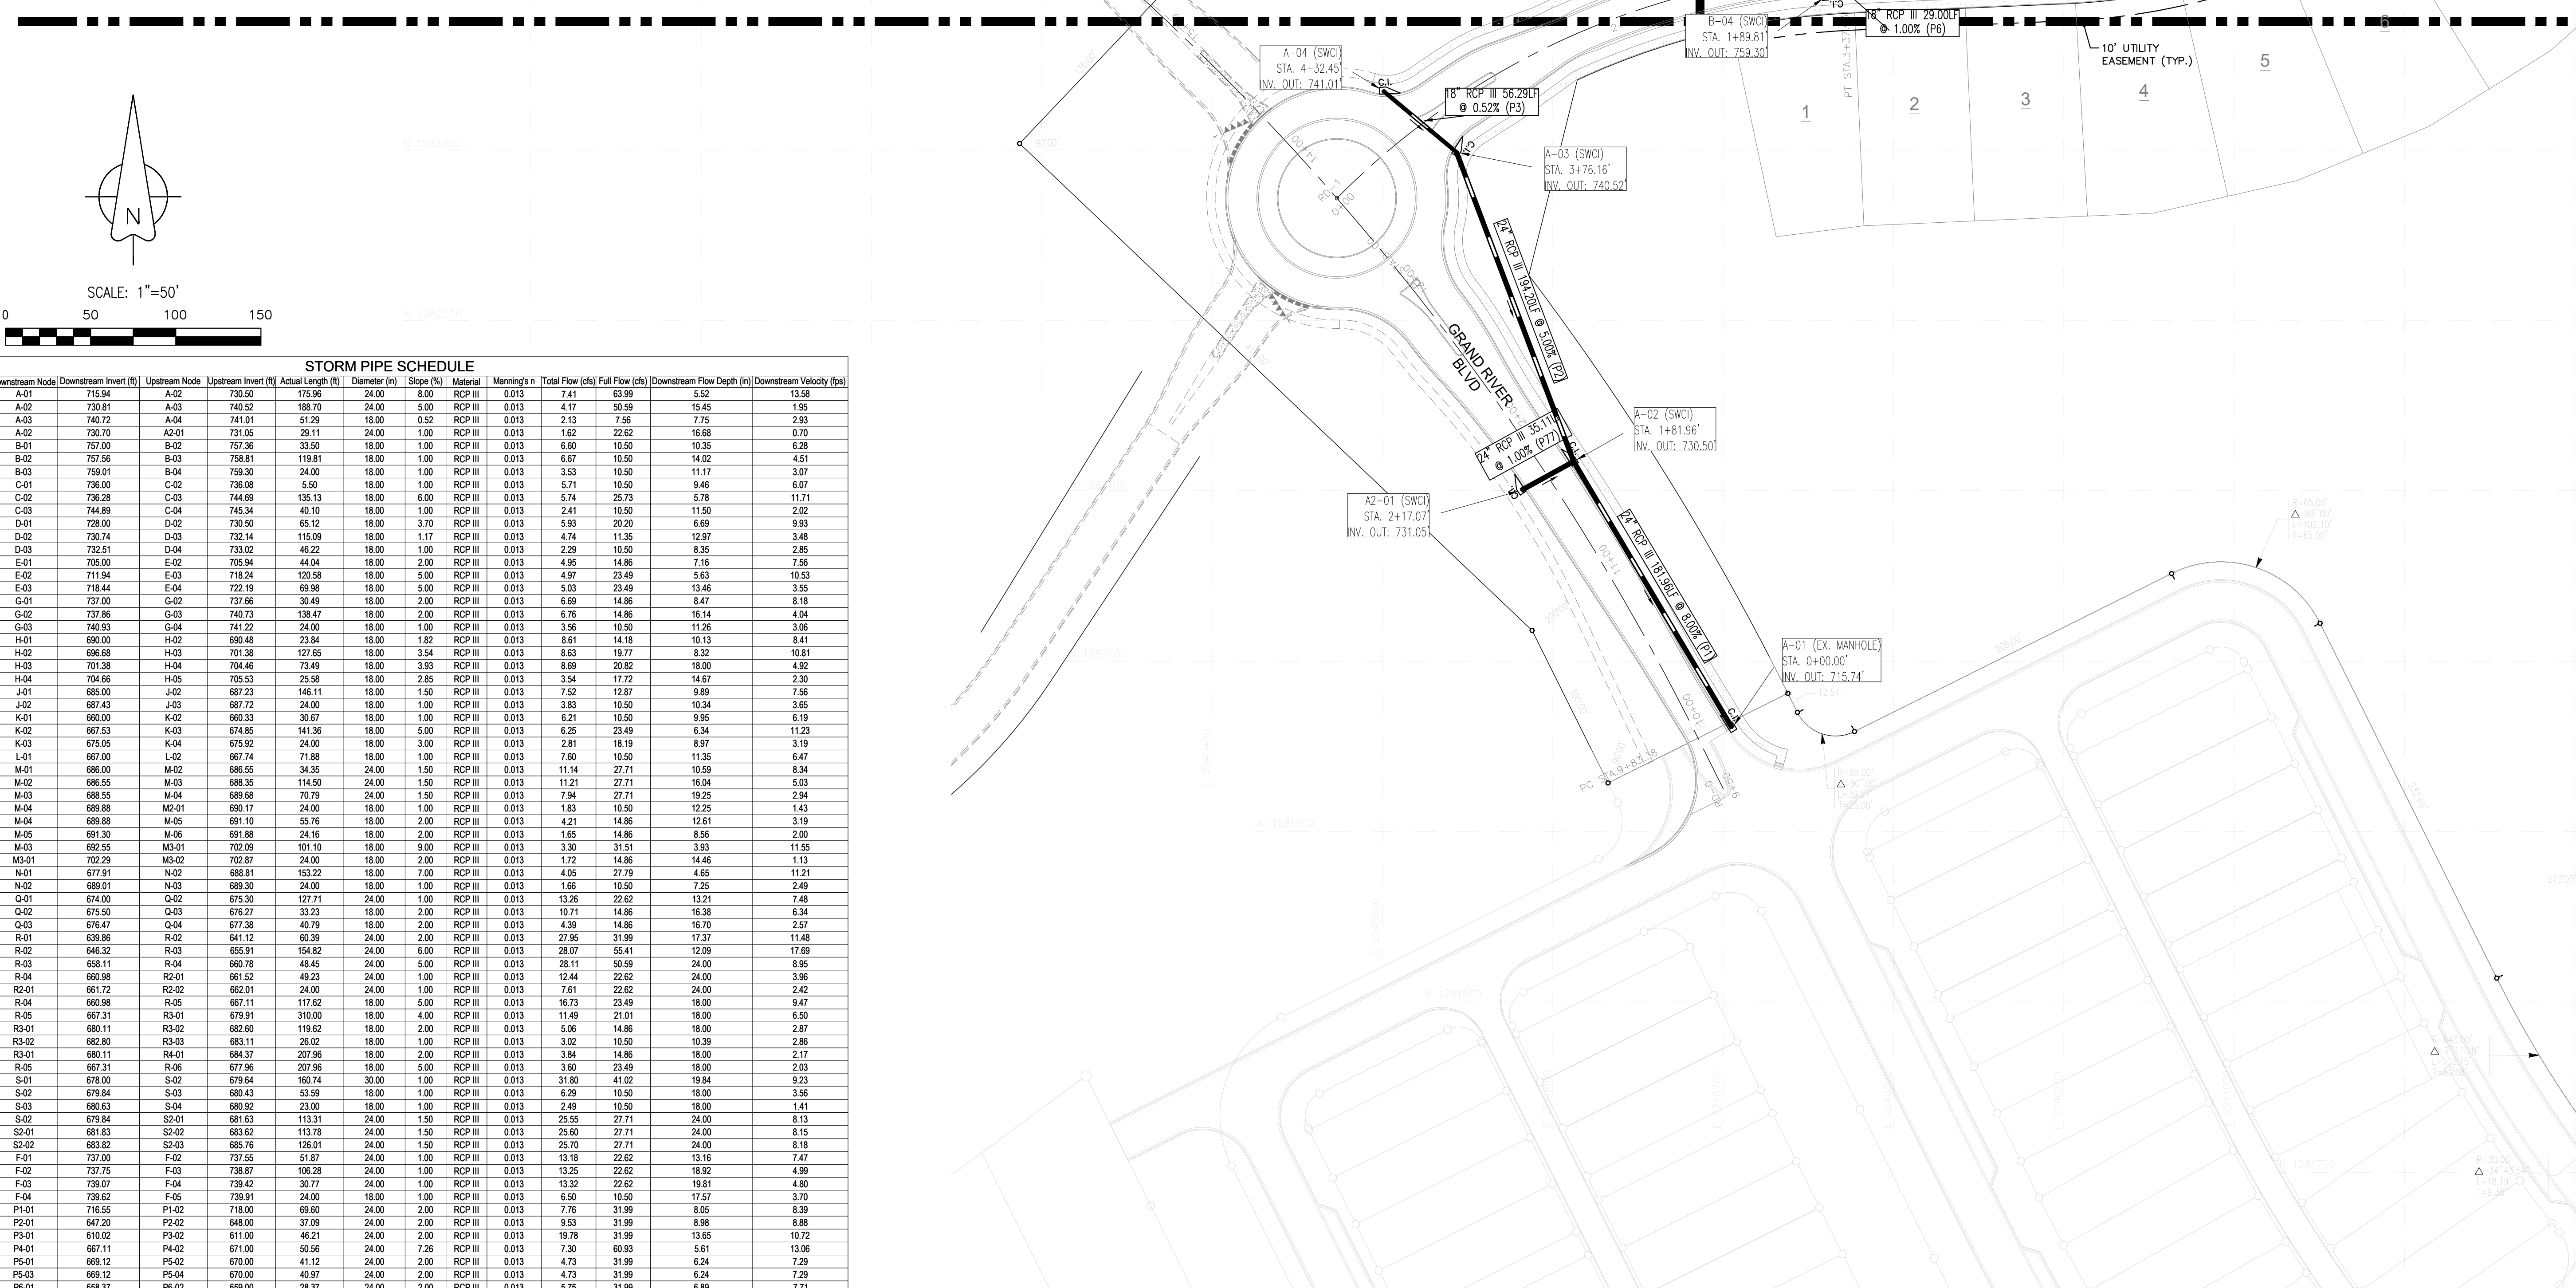 N
SCALE: 1"=50'
0 50 100 150
STORM PIPE SCHEDULE
wnstream Node Downstream Invert (ft) Upstream Node Upstream Invert (ft) Actual Length (ft) Diameter (in) Slope (%) Material Manning's n Total Flow (cfs) Full Flow (cfs) Downstream Flow Depth (in) Downstream Velocity (fps)
A-01 715.94 A-02 730.50 175.96 24.00 8.00 RCP III 0.013 7.41 63.99 5.52 13.58
A-02 730.81 A-03 740.52 188.70 24.00 5.00 RCP III 0.013 4.17 50.59 15.45 1.95
A-03 740.72 A-04 741.01 51.29 18.00 0.52 RCP III 0.013 2.13 7.56 7.75 2.93
A-02 730.70 A2-01 731.05 29.11 24.00 1.00 RCP III 0.013 1.62 22.62 16.68 0.70
B-01 757.00 B-02 757.36 33.50 18.00 1.00 RCP III 0.013 6.60 10.50 10.35 6.28
B-02 757.56 B-03 758.81 119.81 18.00 1.00 RCP III 0.013 6.67 10.50 14.02 4.51
B-03 759.01 B-04 759.30 24.00 18.00 1.00 RCP III 0.013 3.53 10.50 11.17 3.07
C-01 736.00 C-02 736.08 5.50 18.00 1.00 RCP III 0.013 5.71 10.50 9.46 6.07
C-02 736.28 C-03 744.69 135.13 18.00 6.00 RCP III 0.013 5.74 25.73 5.78 11.71
C-03 744.89 C-04 745.34 40.10 18.00 1.00 RCP III 0.013 2.41 10.50 11.50 2.02
D-01 728.00 D-02 730.50 65.12 18.00 3.70 RCP III 0.013 5.93 20.20 6.69 9.93
D-02 730.74 D-03 732.14 115.09 18.00 1.17 RCP III 0.013 4.74 11.35 12.97 3.48
D-03 732.51 D-04 733.02 46.22 18.00 1.00 RCP III 0.013 2.29 10.50 8.35 2.85
E-01 705.00 E-02 705.94 44.04 18.00 2.00 RCP III 0.013 4.95 14.86 7.16 7.56
E-02 711.94 E-03 718.24 120.58 18.00 5.00 RCP III 0.013 4.97 23.49 5.63 10.53
E-03 718.44 E-04 722.19 69.98 18.00 5.00 RCP III 0.013 5.03 23.49 13.46 3.55
G-01 737.00 G-02 737.66 30.49 18.00 2.00 RCP III 0.013 6.69 14.86 8.47 8.18
G-02 737.86 G-03 740.73 138.47 18.00 2.00 RCP III 0.013 6.76 14.86 16.14 4.04
G-03 740.93 G-04 741.22 24.00 18.00 1.00 RCP III 0.013 3.56 10.50 11.26 3.06
H-01 690.00 H-02 690.48 23.84 18.00 1.82 RCP III 0.013 8.61 14.18 10.13 8.41
H-02 696.68 H-03 701.38 127.65 18.00 3.54 RCP III 0.013 8.63 19.77 8.32 10.81
H-03 701.38 H-04 704.46 73.49 18.00 3.93 RCP III 0.013 8.69 20.82 18.00 4.92
H-04 704.66 H-05 705.53 25.58 18.00 2.85 RCP III 0.013 3.54 17.72 14.67 2.30
J-01 685.00 J-02 687.23 146.11 18.00 1.50 RCP III 0.013 7.52 12.87 9.89 7.56
J-02 687.43 J-03 687.72 24.00 18.00 1.00 RCP III 0.013 3.83 10.50 10.34 3.65
K-01 660.00 K-02 660.33 30.67 18.00 1.00 RCP III 0.013 6.21 10.50 9.95 6.19
K-02 667.53 K-03 674.85 141.36 18.00 5.00 RCP III 0.013 6.25 23.49 6.34 11.23
K-03 675.05 K-04 675.92 24.00 18.00 3.00 RCP III 0.013 2.81 18.19 8.97 3.19
L-01 667.00 L-02 667.74 71.88 18.00 1.00 RCP III 0.013 7.60 10.50 11.35 6.47
M-01 686.00 M-02 686.55 34.35 24.00 1.50 RCP III 0.013 11.14 27.71 10.59 8.34
M-02 686.55 M-03 688.35 114.50 24.00 1.50 RCP III 0.013 11.21 27.71 16.04 5.03
M-03 688.55 M-04 689.68 70.79 24.00 1.50 RCP III 0.013 7.94 27.71 19.25 2.94
M-04 689.88 M2-01 690.17 24.00 18.00 1.00 RCP III 0.013 1.83 10.50 12.25 1.43
M-04 689.88 M-05 691.10 55.76 18.00 2.00 RCP III 0.013 4.21 14.86 12.61 3.19
M-05 691.30 M-06 691.88 24.16 18.00 2.00 RCP III 0.013 1.65 14.86 8.56 2.00
M-03 692.55 M3-01 702.09 101.10 18.00 9.00 RCP III 0.013 3.30 31.51 3.93 11.55
M3-01 702.29 M3-02 702.87 24.00 18.00 2.00 RCP III 0.013 1.72 14.86 14.46 1.13
N-01 677.91 N-02 688.81 153.22 18.00 7.00 RCP III 0.013 4.05 27.79 4.65 11.21
N-02 689.01 N-03 689.30 24.00 18.00 1.00 RCP III 0.013 1.66 10.50 7.25 2.49
Q-01 674.00 Q-02 675.30 127.71 24.00 1.00 RCP III 0.013 13.26 22.62 13.21 7.48
Q-02 675.50 Q-03 676.27 33.23 18.00 2.00 RCP III 0.013 10.71 14.86 16.38 6.34
Q-03 676.47 Q-04 677.38 40.79 18.00 2.00 RCP III 0.013 4.39 14.86 16.70 2.57
R-01 639.86 R-02 641.12 60.39 24.00 2.00 RCP III 0.013 27.95 31.99 17.37 11.48
R-02 646.32 R-03 655.91 154.82 24.00 6.00 RCP III 0.013 28.07 55.41 12.09 17.69
R-03 658.11 R-04 660.78 48.45 24.00 5.00 RCP III 0.013 28.11 50.59 24.00 8.95
R-04 660.98 R2-01 661.52 49.23 24.00 1.00 RCP III 0.013 12.44 22.62 24.00 3.96
R2-01 661.72 R2-02 662.01 24.00 24.00 1.00 RCP III 0.013 7.61 22.62 24.00 2.42
R-04 660.98 R-05 667.11 117.62 18.00 5.00 RCP III 0.013 16.73 23.49 18.00 9.47
R-05 667.31 R3-01 679.91 310.00 18.00 4.00 RCP III 0.013 11.49 21.01 18.00 6.50
R3-01 680.11 R3-02 682.60 119.62 18.00 2.00 RCP III 0.013 5.06 14.86 18.00 2.87
R3-02 682.80 R3-03 683.11 26.02 18.00 1.00 RCP III 0.013 3.02 10.50 10.39 2.86
R3-01 680.11 R4-01 684.37 207.96 18.00 2.00 RCP III 0.013 3.84 14.86 18.00 2.17
R-05 667.31 R-06 677.96 207.96 18.00 5.00 RCP III 0.013 3.60 23.49 18.00 2.03
S-01 678.00 S-02 679.64 160.74 30.00 1.00 RCP III 0.013 31.80 41.02 19.84 9.23
S-02 679.84 S-03 680.43 53.59 18.00 1.00 RCP III 0.013 6.29 10.50 18.00 3.56
S-03 680.63 S-04 680.92 23.00 18.00 1.00 RCP III 0.013 2.49 10.50 18.00 1.41
S-02 679.84 S2-01 681.63 113.31 24.00 1.50 RCP III 0.013 25.55 27.71 24.00 8.13
S2-01 681.83 S2-02 683.62 113.78 24.00 1.50 RCP III 0.013 25.60 27.71 24.00 8.15
S2-02 683.82 S2-03 685.76 126.01 24.00 1.50 RCP III 0.013 25.70 27.71 24.00 8.18
F-01 737.00 F-02 737.55 51.87 24.00 1.00 RCP III 0.013 13.18 22.62 13.16 7.47
F-02 737.75 F-03 738.87 106.28 24.00 1.00 RCP III 0.013 13.25 22.62 18.92 4.99
F-03 739.07 F-04 739.42 30.77 24.00 1.00 RCP III 0.013 13.32 22.62 19.81 4.80
F-04 739.62 F-05 739.91 24.00 18.00 1.00 RCP III 0.013 6.50 10.50 17.57 3.70
P1-01 716.55 P1-02 718.00 69.60 24.00 2.00 RCP III 0.013 7.76 31.99 8.05 8.39
P2-01 647.20 P2-02 648.00 37.09 24.00 2.00 RCP III 0.013 9.53 31.99 8.98 8.88
P3-01 610.02 P3-02 611.00 46.21 24.00 2.00 RCP III 0.013 19.78 31.99 13.65 10.72
P4-01 667.11 P4-02 671.00 50.56 24.00 7.26 RCP III 0.013 7.30 60.93 5.61 13.06
P5-01 669.12 P5-02 670.00 41.12 24.00 2.00 RCP III 0.013 4.73 31.99 6.24 7.29
P5-03 669.12 P5-04 670.00 40.97 24.00 2.00 RCP III 0.013 4.73 31.99 6.24 7.29
P6-01 658.37 P6-02 659.00 28.37 24.00 2.00 RCP III 0.013 5.75 31.99 6.89 7.71
N 1282300
N 1282200
115.00'
90°00'
A-04 (SWCI)
STA. 4+32.45'
INV. OUT: 741.01'
C.I.
18" RCP III 56.29LF
@ 0.52% (P3)
B-04 (SWCI)
STA. 1+89.81'
INV. OUT: 759.30'
C.I.
18" RCP III 29.00LF
@ 1.00% (P6)
10' UTILITY
EASEMENT (TYP.)
1
2
3
4
5
6
C.I.
A-03 (SWCI)
STA. 3+76.16'
INV. OUT: 740.52'
14+00
RD-1
0+00
13+00
24" RCP III 194.20LF @ 5.00% (P2)
GRAND RIVER
BLVD
A-02 (SWCI)
STA. 1+81.96'
INV. OUT: 730.50'
24" RCP III 35.11L
@ 1.00% (P77)
C.I.
C.I.
A2-01 (SWCI)
STA. 2+17.07'
INV. OUT: 731.05'
11+00
24" RCP III 181.96LF @ 8.00% (P1)
A-01 (EX. MANHOLE)
STA. 0+00.00'
INV. OUT: 715.74'
12.51'
C.I.
10+00
200.00'
100.00'
90°00'
PC STA.9+83.38
9+50
RD-0
R=65.00'
△=90°00'
L=102.10'
T=65.00'
208.00'
R=25.00'
△=90°00'
T=25.00'
N 1282000
N 1281900
N 1281800